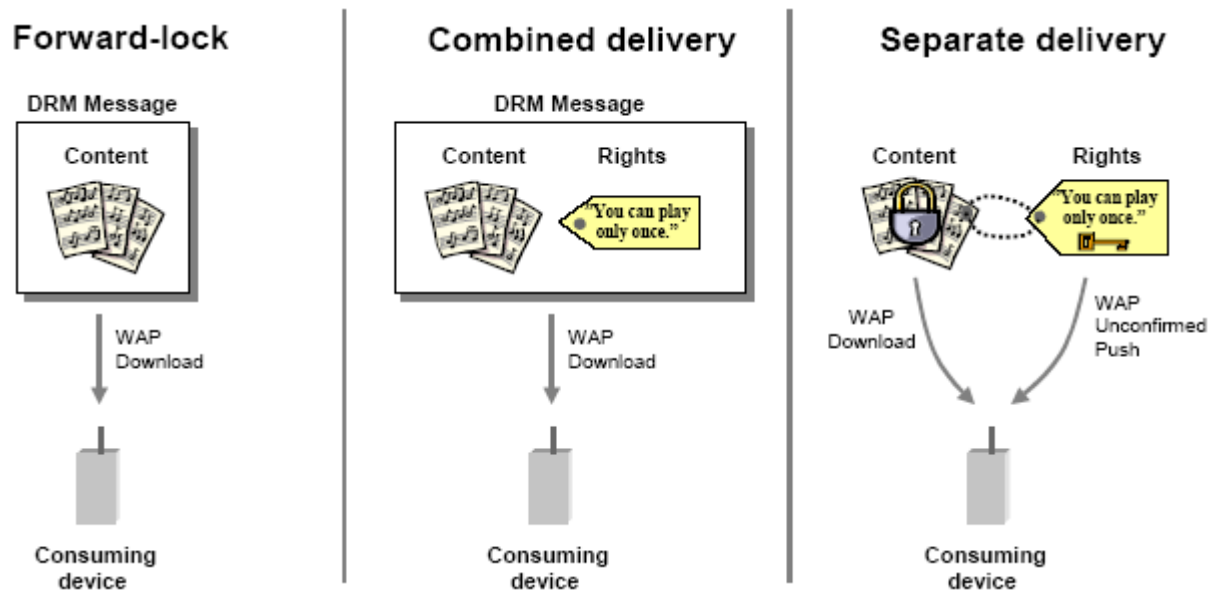 Forward-lock
DRM Message
Content
WAP
Download
Consuming
device
Combined delivery
DRM Message
Content
Rights
"You can play
only once."
WAP
Download
Consuming
device
Separate delivery
Content
Rights
"You can play
only once."
WAP
Download
WAP
Unconfirmed
Push
Consuming
device